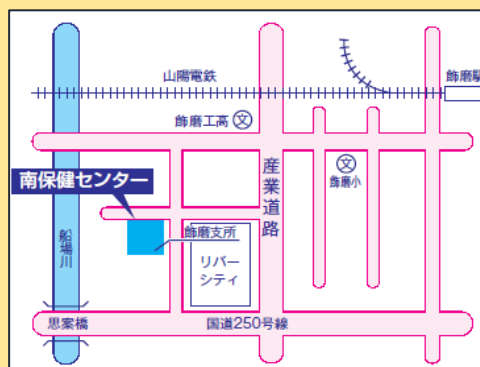 山陽電鉄
飾磨駅
飾磨工高
文
文
飾磨小
南保健センター
産業道路
船場川
飾磨支所
リバー
シティ
思案橋
国道250号線